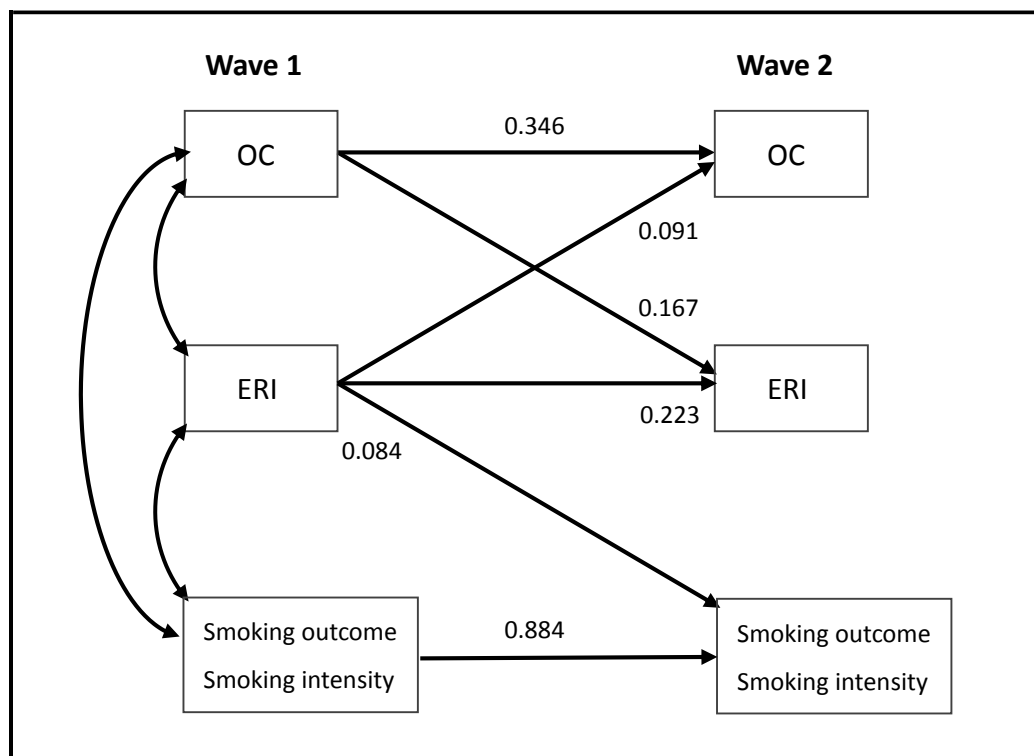 Wave 1
Wave 2
OC
0.346
OC
0.091
0.167
ERI
ERI
0.223
0.084
Smoking outcome
Smoking intensity
0.884
Smoking outcome
Smoking intensity